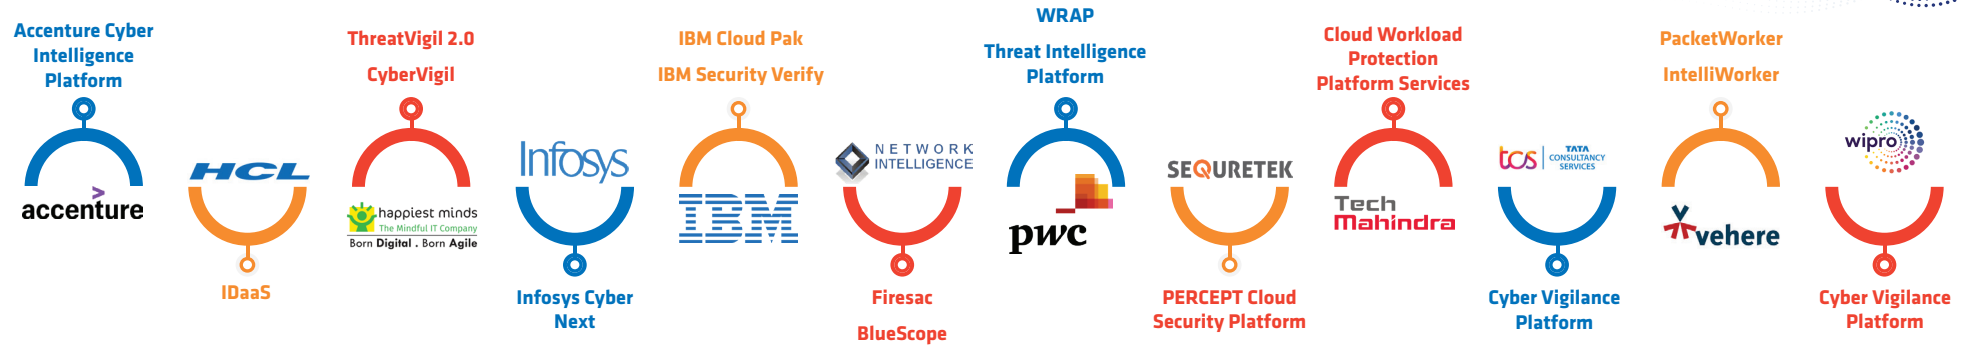 Accenture Cyber
Intelligence
Platform
accenture
HCL
IDaaS
ThreatVigil 2.0
CyberVigil
happiest minds
The Mindful IT Company
Born Digital . Born Agile
Infosys
Infosys Cyber
Next
IBM Cloud Pak
IBM Security Verify
IBM
NETWORK
INTELLIGENCE
Firesac
BlueScope
WRAP
Threat Intelligence
Platform
pwc
SEQURETEK
PERCEPT Cloud
Security Platform
Cloud Workload
Protection
Platform Services
Tech
Mahindra
tcs
TATA
CONSULTANCY
SERVICES
Cyber Vigilance
Platform
PacketWorker
IntelliWorker
vehere
wipro
Cyber Vigilance
Platform